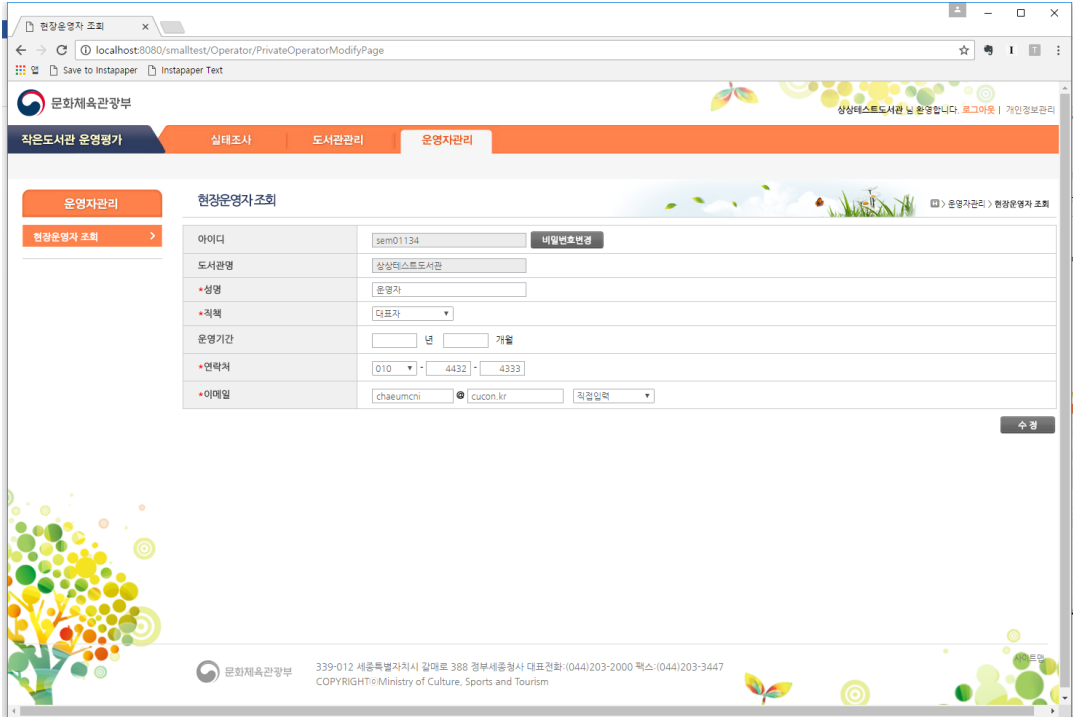 현장운영자 조회
localhost:8080/smalltest/Operator/PrivateOperatorModifyPage
앱 Save to Instapaper Instapaper Text
문화체육관광부
상상테스트도서관 님 환영합니다. 로그아웃 | 개인정보관리
작은도서관 운영평가 실태조사 도서관관리 운영자관리
운영자관리
현장운영자 조회 >
현장운영자 조회
H > 운영자관리 > 현장운영자 조회
아이디 sem01134 비밀번호변경
도서관명 상상테스트도서관
*성명 운영자
*직책 대표자
운영기간 년 개월
*연락처 010 - 4432 - 4333
*이메일 chaeumcni @ cucon.kr 직접입력
수정
문화체육관광부
339-012 세종특별자치시 갈매로 388 정부세종청사 대표전화:(044)203-2000 팩스:(044)203-3447
COPYRIGHTⓒMinistry of Culture, Sports and Tourism
사이트맵